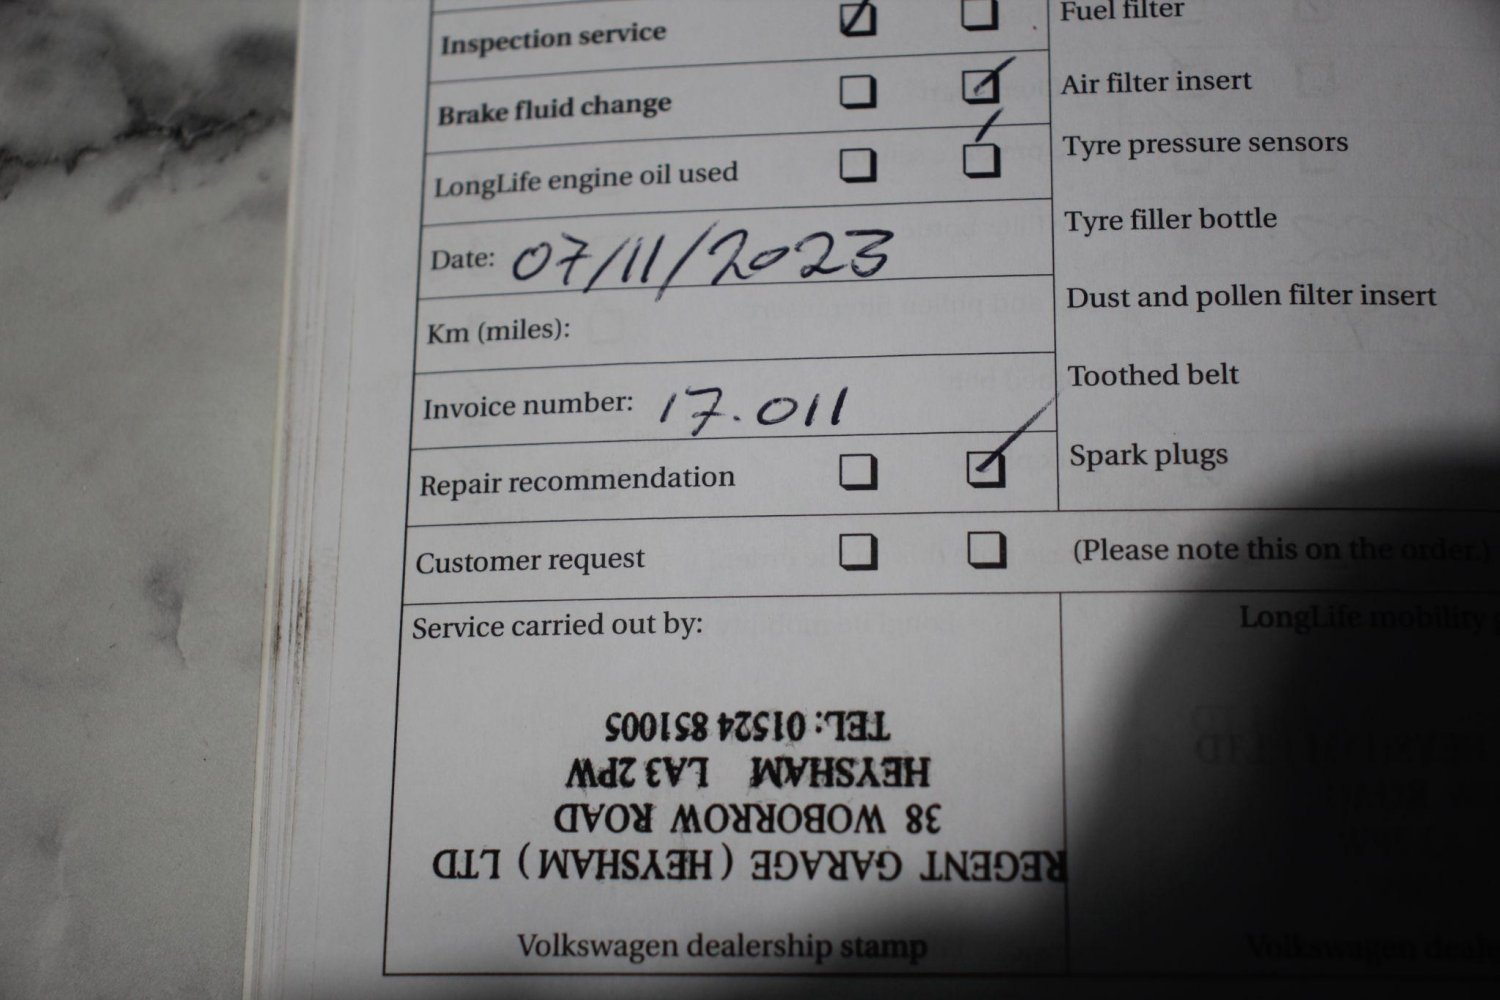 Inspection service
Fuel filter
Brake fluid change
Air filter insert
LongLife engine oil used
Tyre pressure sensors
Date: 07/11/2023
Tyre filler bottle
Km (miles):
Dust and pollen filter insert
Invoice number: 17.011
Toothed belt
Repair recommendation
Spark plugs
Customer request
(Please note this on the order.)
Service carried out by:
LongLife mobility
REGENT GARAGE ( HEYSHAM ) LTD
38 WOBORROW ROAD
HEYSHAM LA3 2PW
TEL: 01524 851005
Volkswagen dealership stamp
Volkswagen